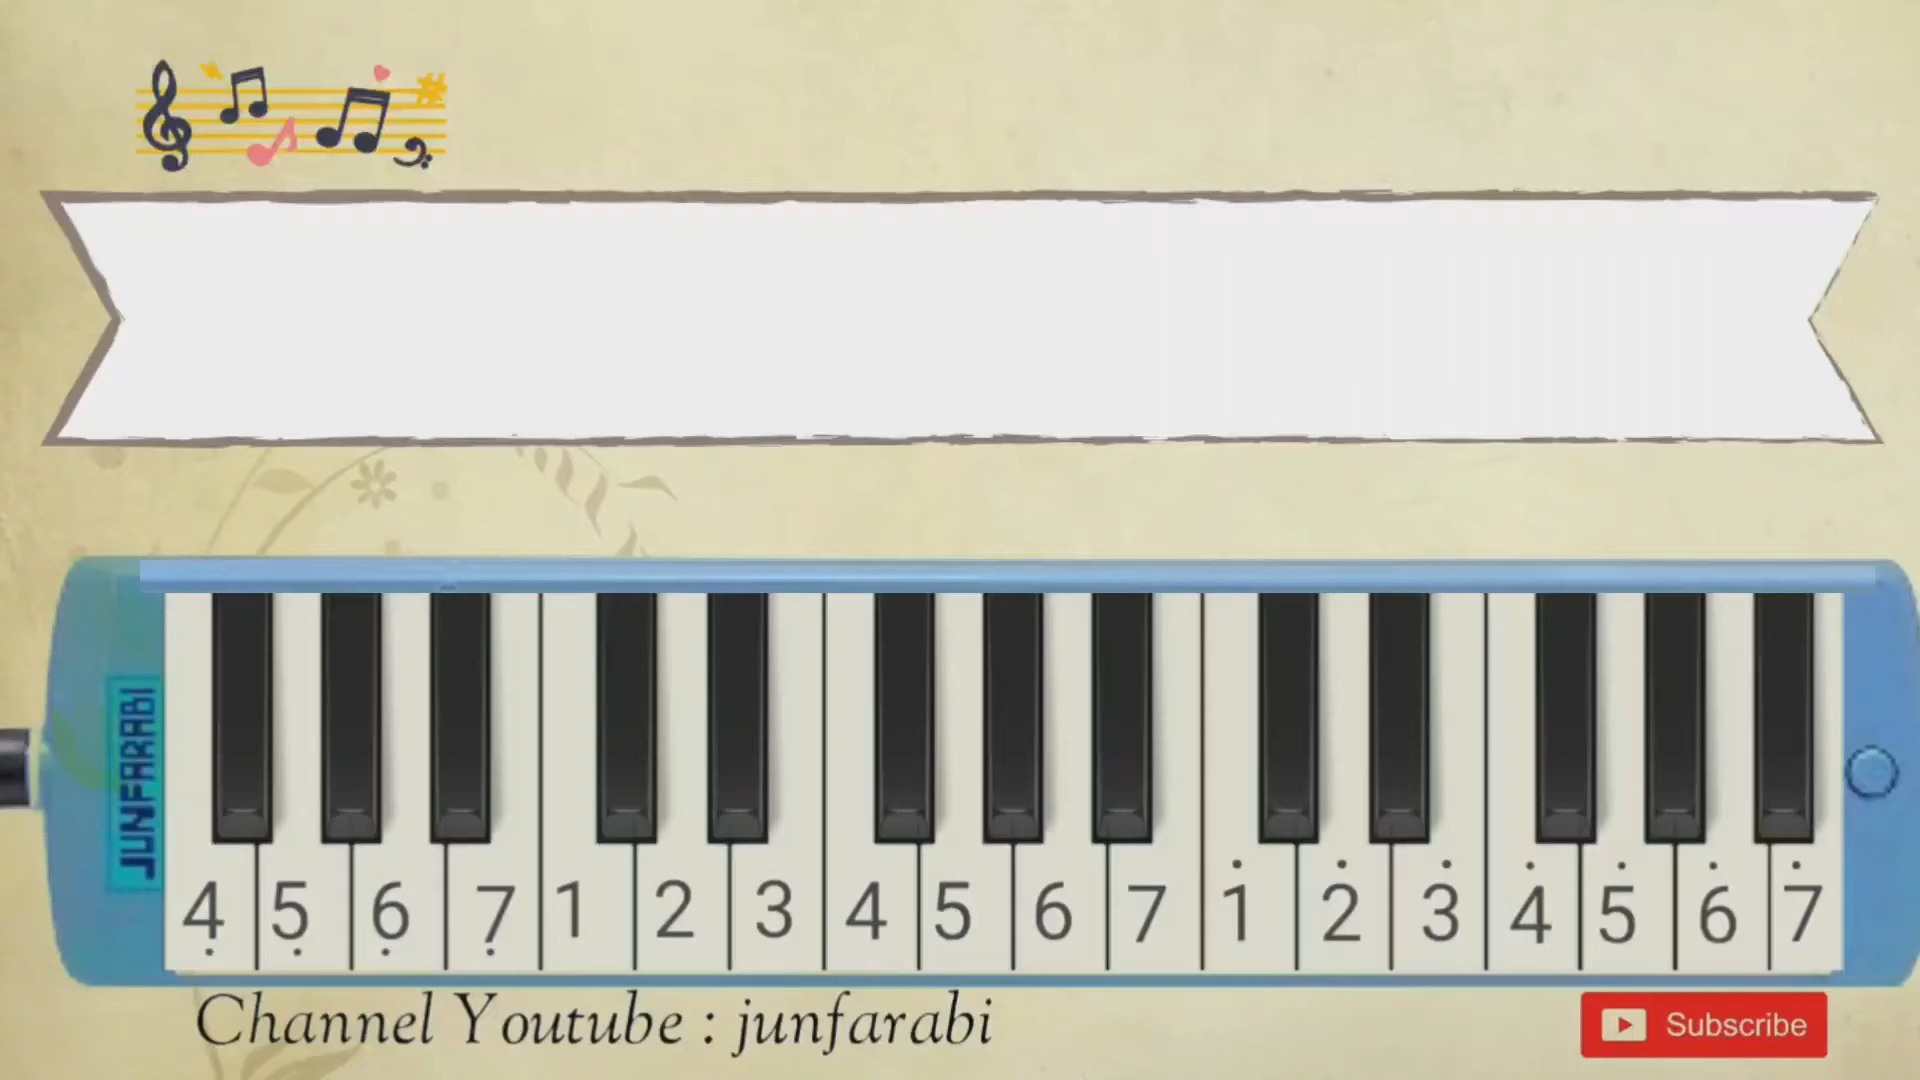 JUNFARABI
4̣ 5̣ 6̣ 7̣ 1 2 3 4 5 6 7 1̇ 2̇ 3̇ 4̇ 5̇ 6̇ 7̇
Channel Youtube : junfarabi
Subscribe